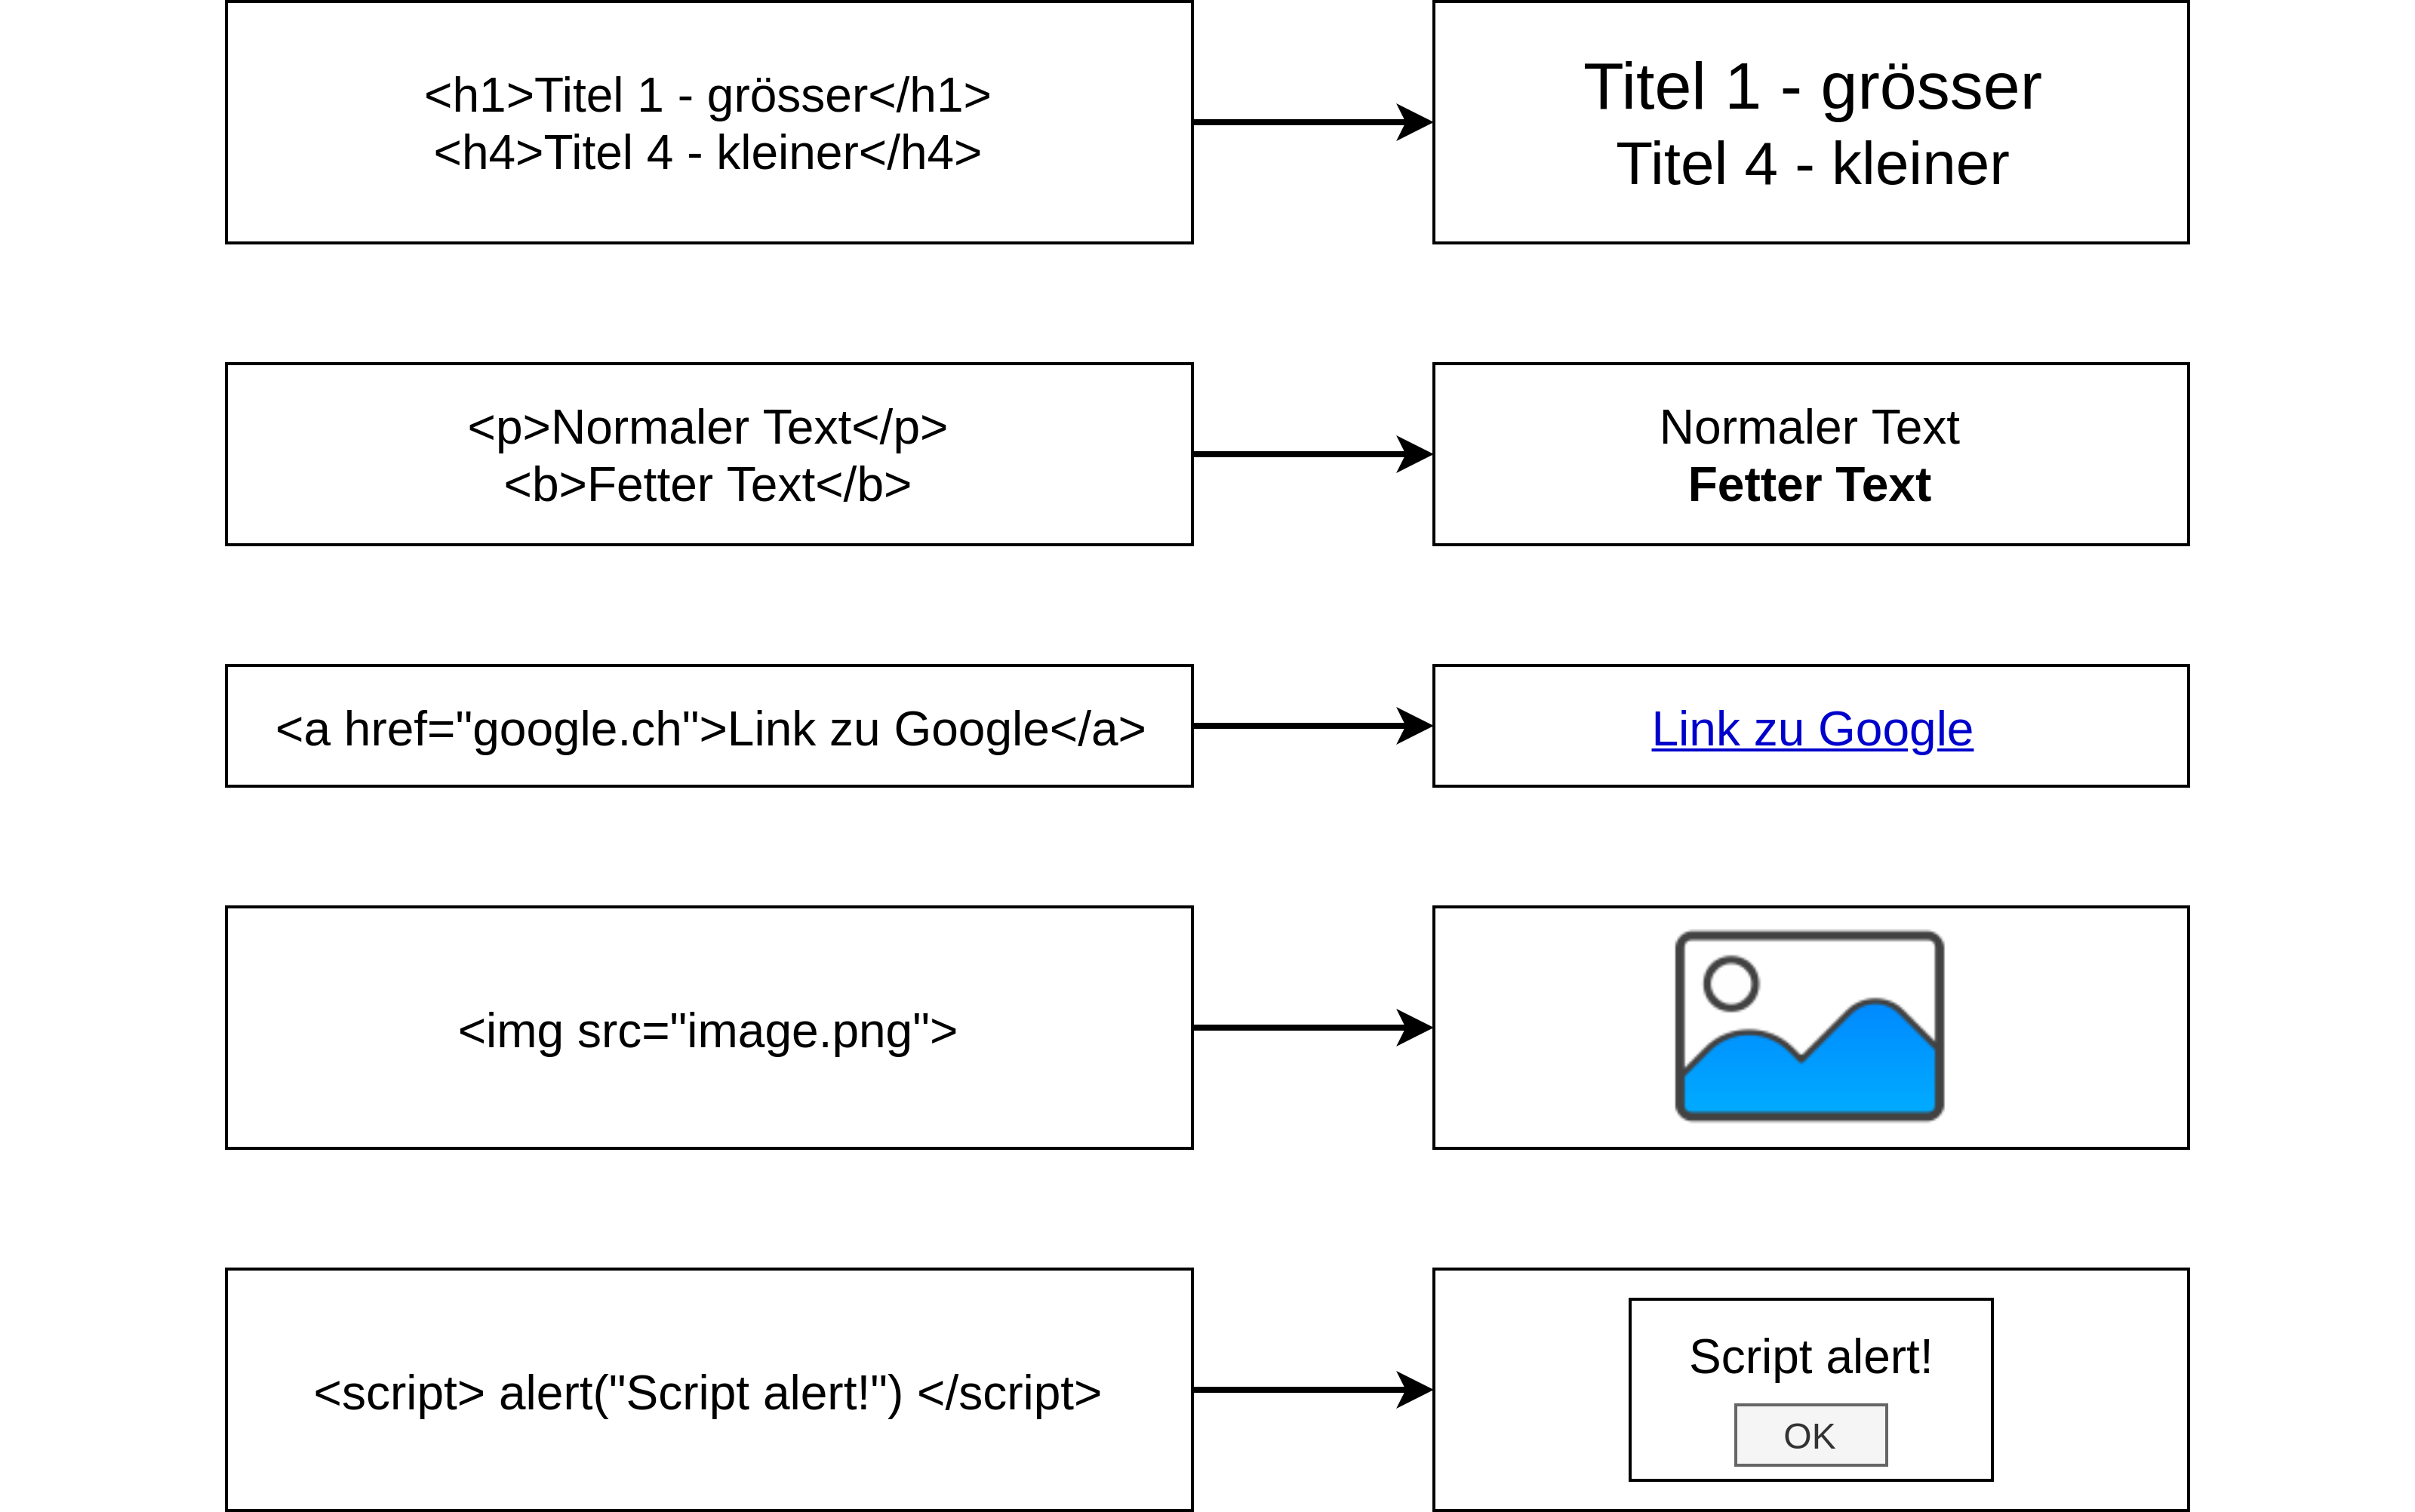 <h1>Titel 1 - grösser</h1>
<h4>Titel 4 - kleiner</h4>
Titel 1 - grösser
Titel 4 - kleiner
<p>Normaler Text</p>
<b>Fetter Text</b>
Normaler Text
Fetter Text
<a href="google.ch">Link zu Google</a>
Link zu Google
<img src="image.png">
<script> alert("Script alert!") </script>
Script alert!
OK